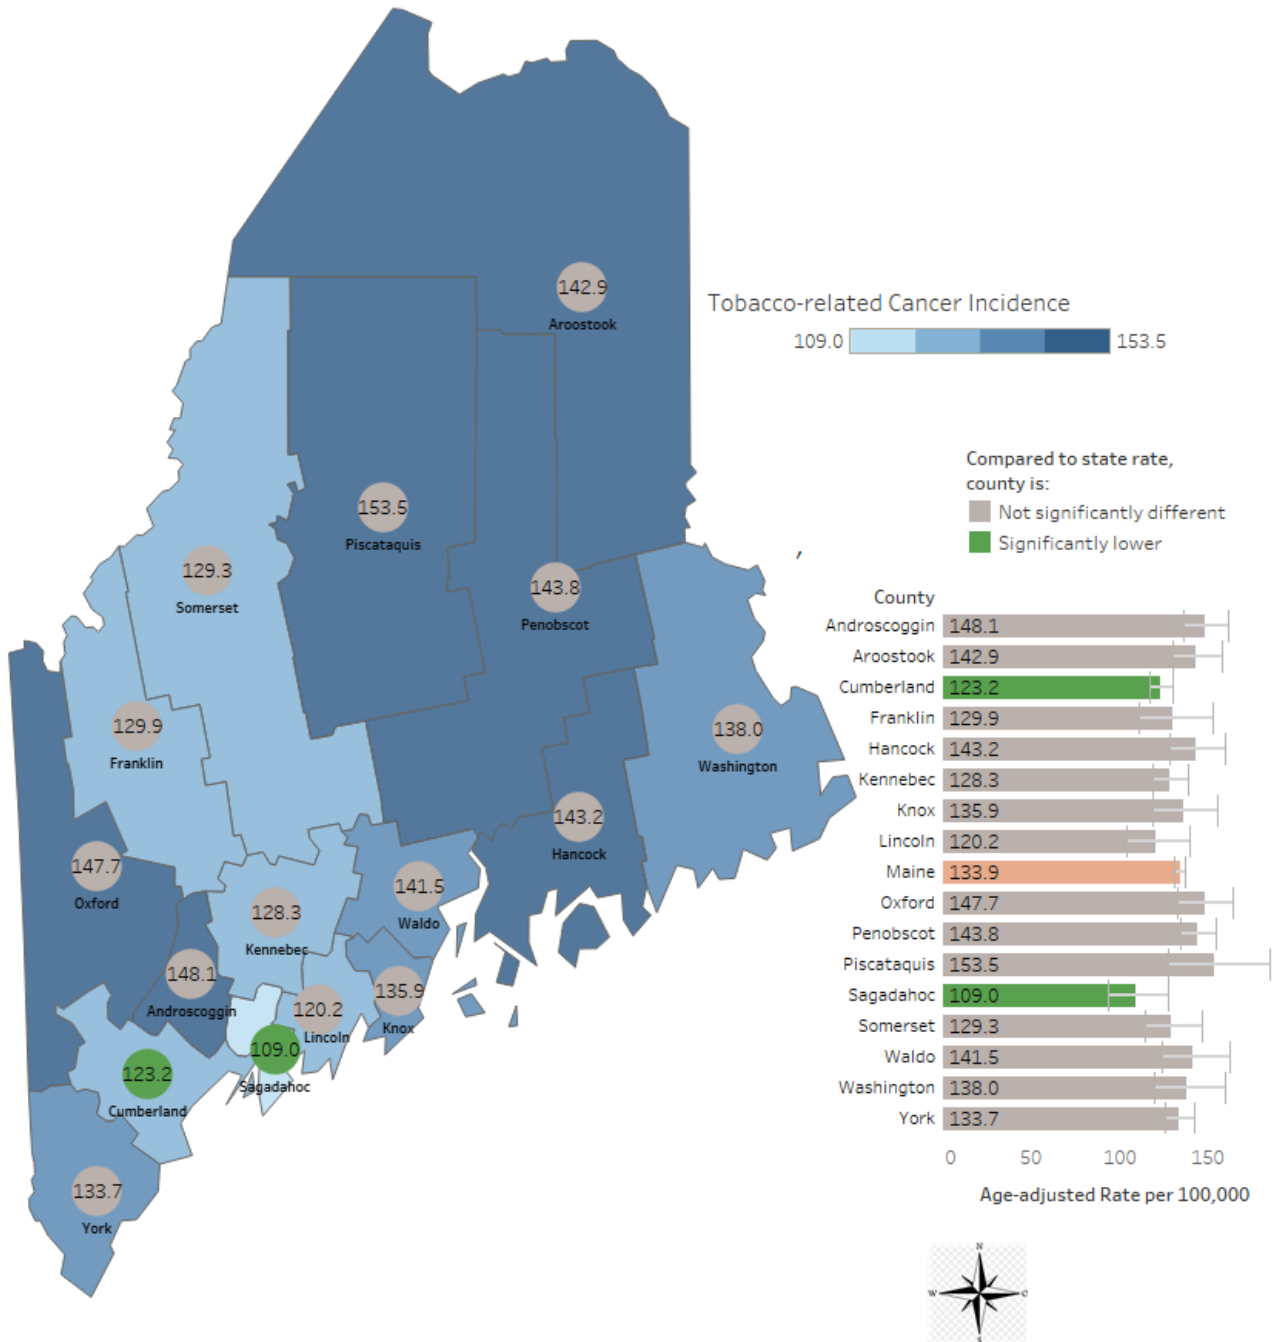 142.9
Aroostook
Tobacco-related Cancer Incidence
109.0 153.5
Compared to state rate,
county is:
Not significantly different
Significantly lower
153.5
Piscataquis
129.3
Somerset
143.8
Penobscot
129.9
Franklin
138.0
Washington
143.2
Hancock
147.7
Oxford
141.5
Waldo
128.3
Kennebec
148.1
Androscoggin
135.9
Knox
120.2
Lincoln
109.0
Sagadahoc
123.2
Cumberland
133.7
York
,
County
Androscoggin 148.1
Aroostook 142.9
Cumberland 123.2
Franklin 129.9
Hancock 143.2
Kennebec 128.3
Knox 135.9
Lincoln 120.2
Maine 133.9
Oxford 147.7
Penobscot 143.8
Piscataquis 153.5
Sagadahoc 109.0
Somerset 129.3
Waldo 141.5
Washington 138.0
York 133.7
0 50 100 150
Age-adjusted Rate per 100,000
N
W O
S